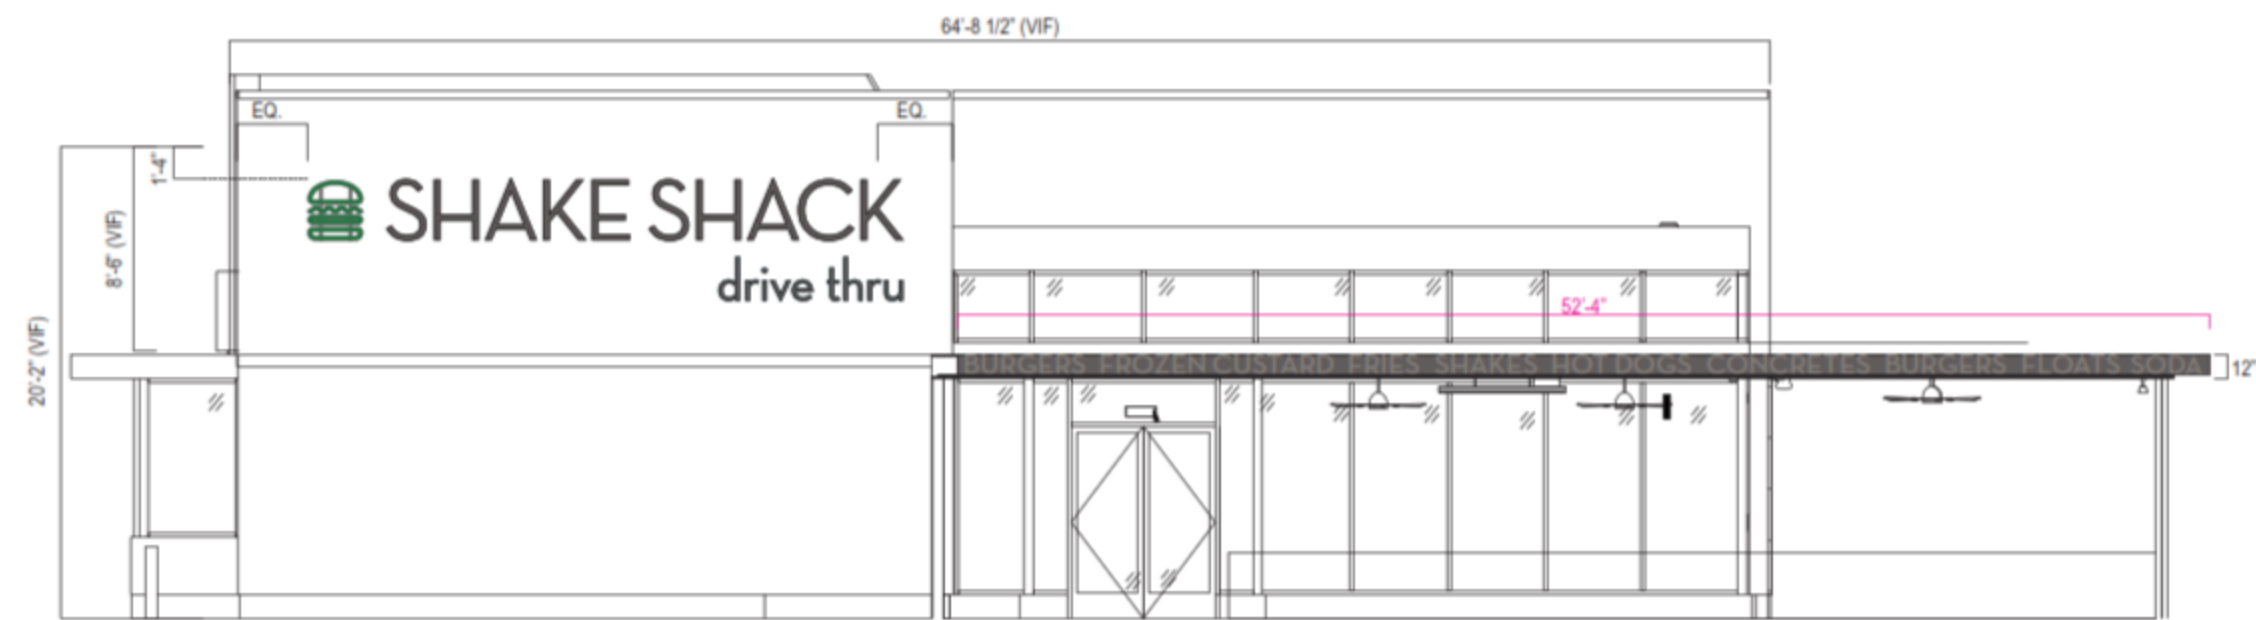 64'-8 1/2" (VIF)
EQ.
EQ.
1'-4"
8'-6" (VIF)
20'-2" (VIF)
SHAKE SHACK
drive thru
52'-4"
BURGERS FROZEN CUSTARD FRIES SHAKES HOT DOGS CONCRETES BURGERS FLOATS SODA
12"